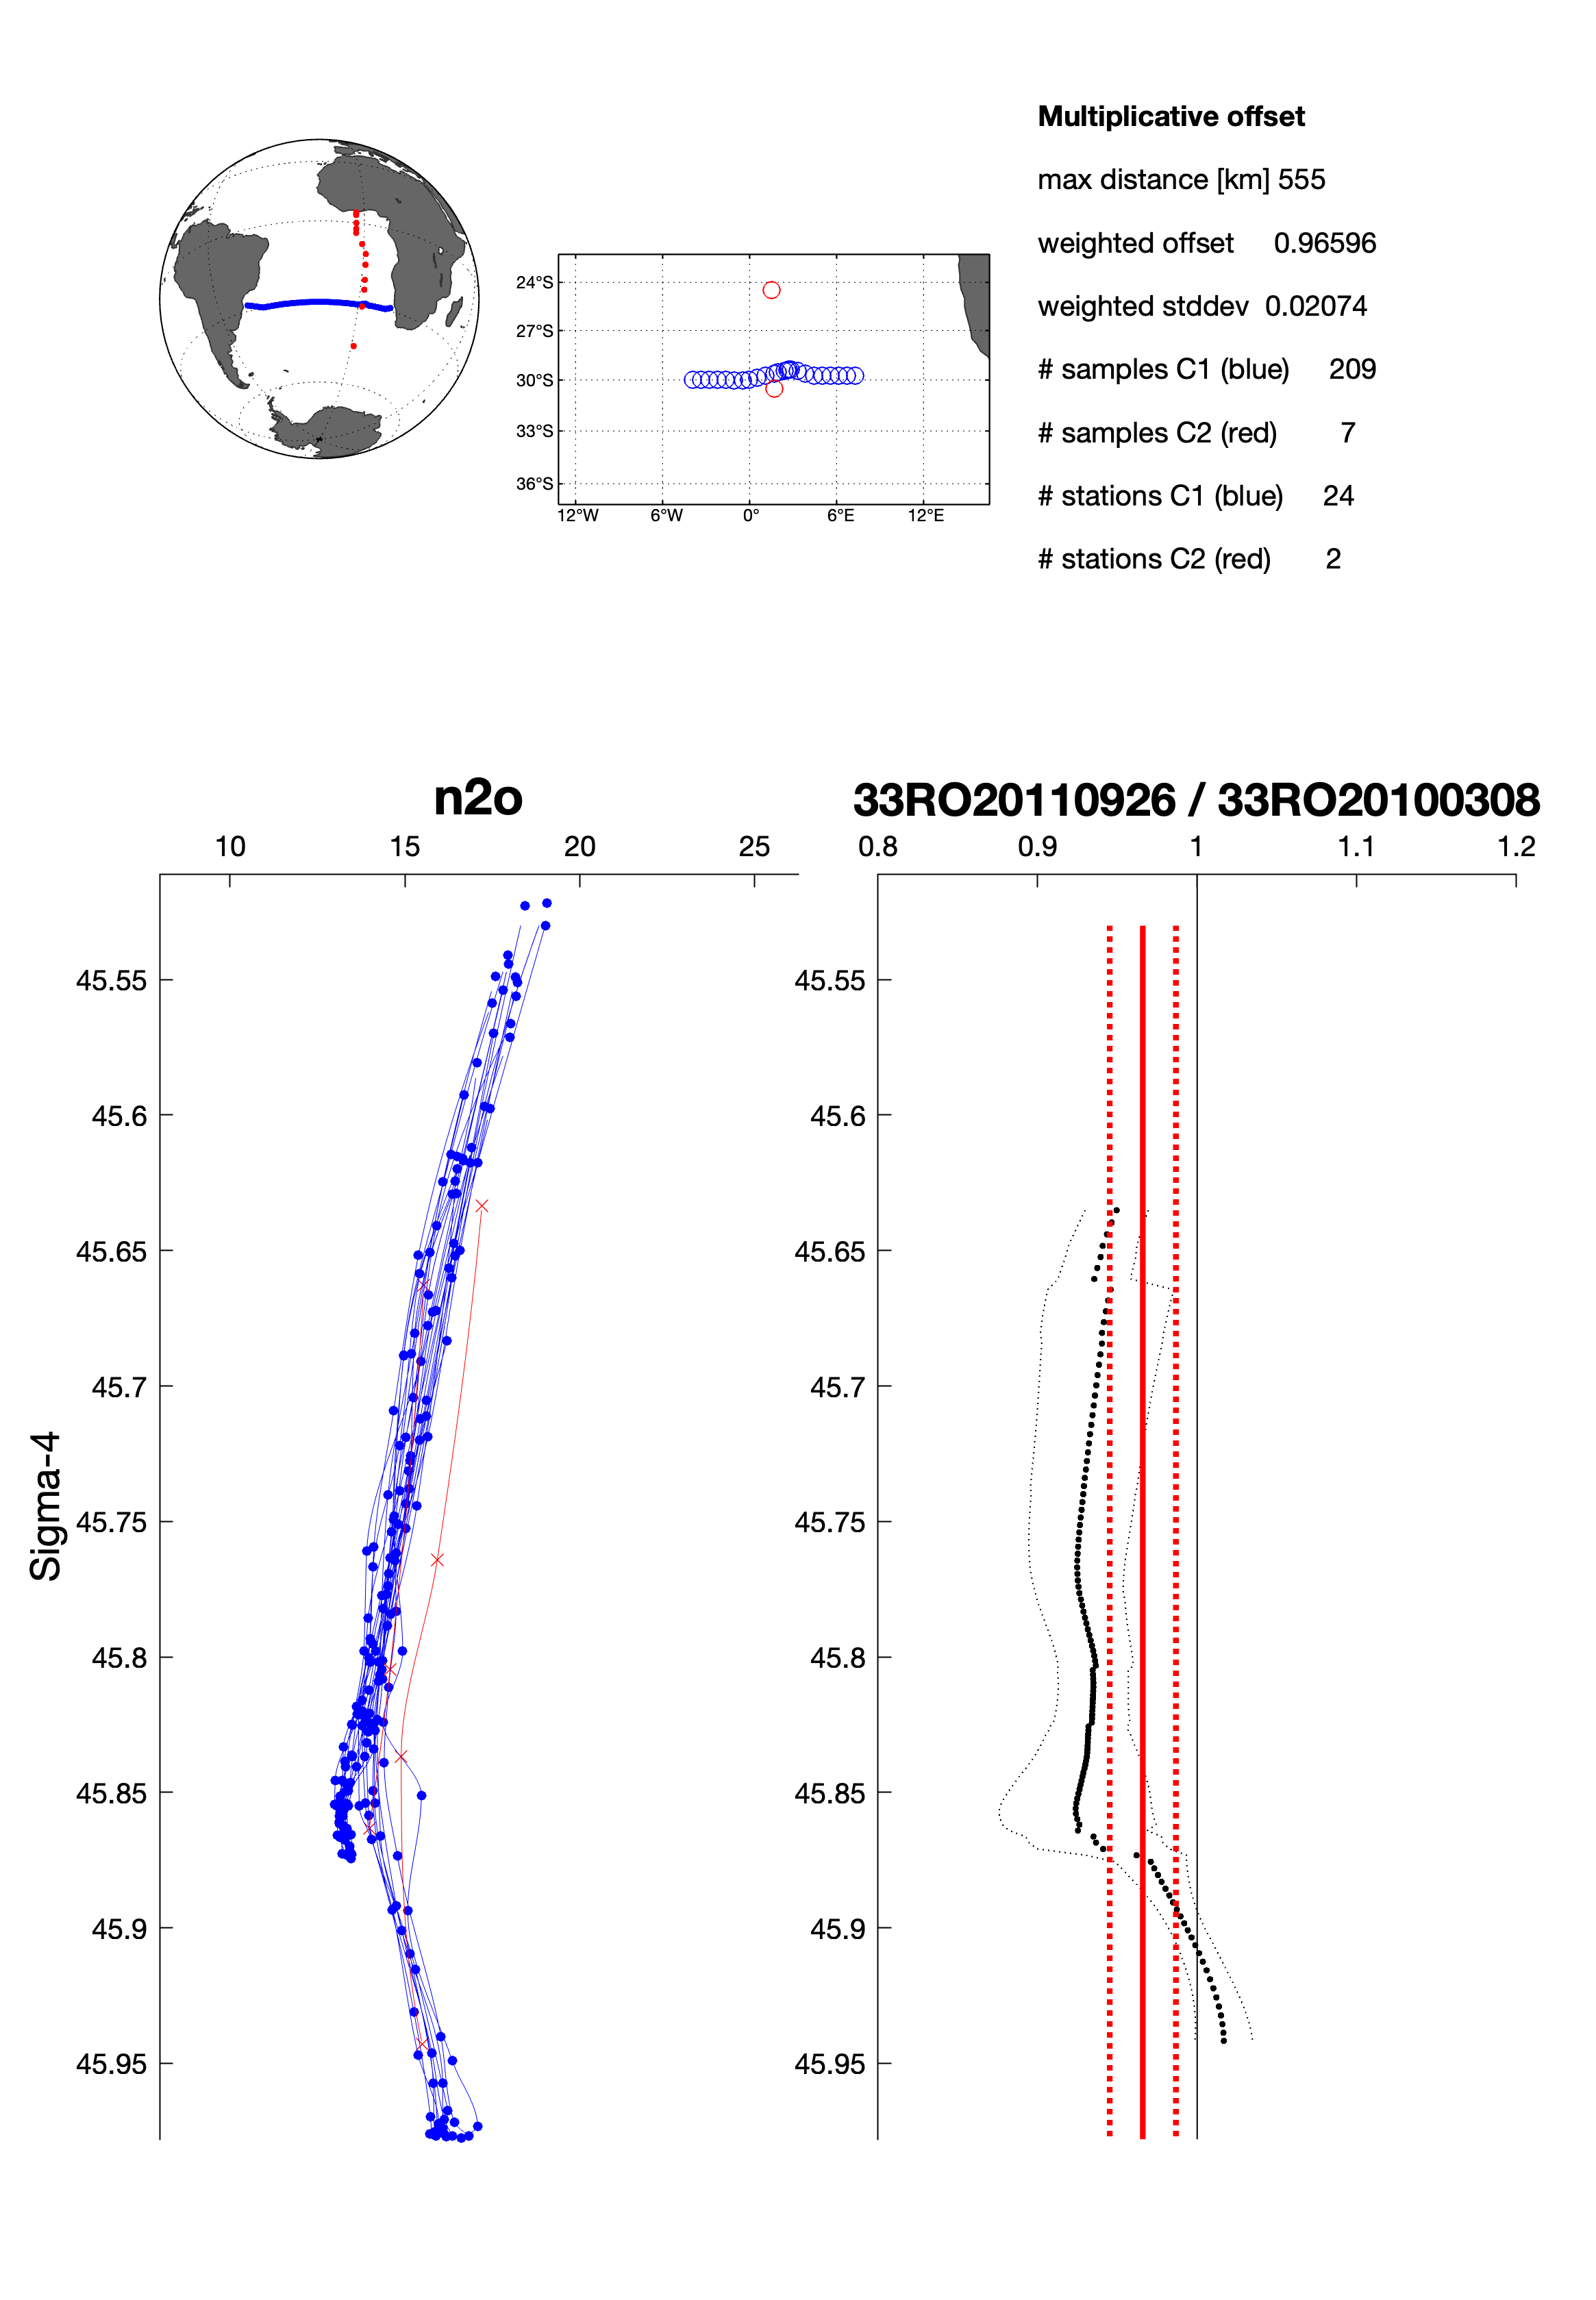 Multiplicative offset
max distance [km] 555
weighted offset 0.96596
weighted stddev 0.02074
# samples C1 (blue) 209
# samples C2 (red) 7
# stations C1 (blue) 24
# stations C2 (red) 2
24°S
27°S
30°S
33°S
36°S
12°W 6°W 0° 6°E 12°E
n2o
10 15 20 25
Sigma-4
45.55
45.6
45.65
45.7
45.75
45.8
45.85
45.9
45.95
33RO20110926 / 33RO20100308
0.8 0.9 1 1.1 1.2
45.55
45.6
45.65
45.7
45.75
45.8
45.85
45.9
45.95